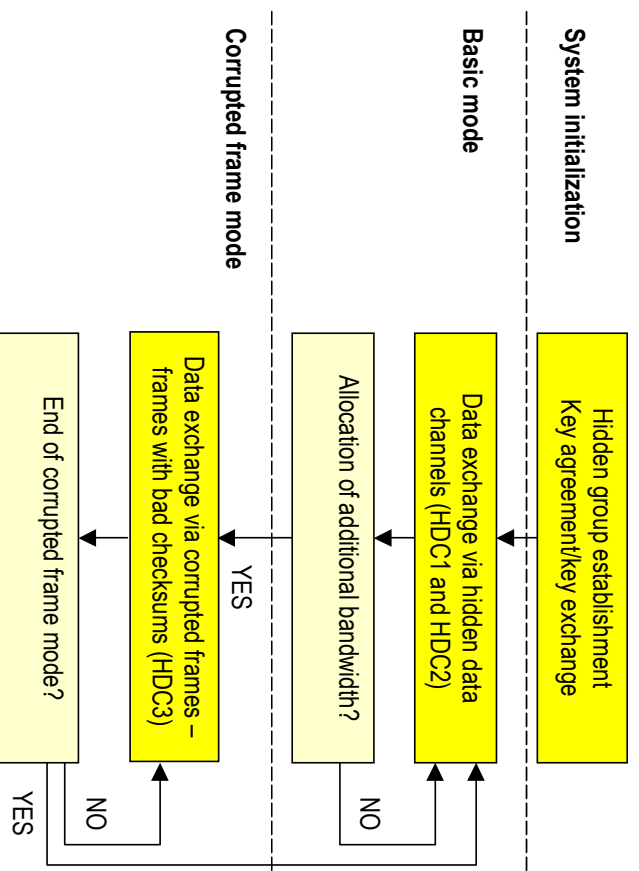 System initialization
Hidden group establishment
Key agreement/key exchange
Basic mode
Data exchange via hidden data
channels (HDC1 and HDC2)
Allocation of additional bandwidth?
NO
YES
Corrupted frame mode
Data exchange via corrupted frames –
frames with bad checksums (HDC3)
End of corrupted frame mode?
NO
YES